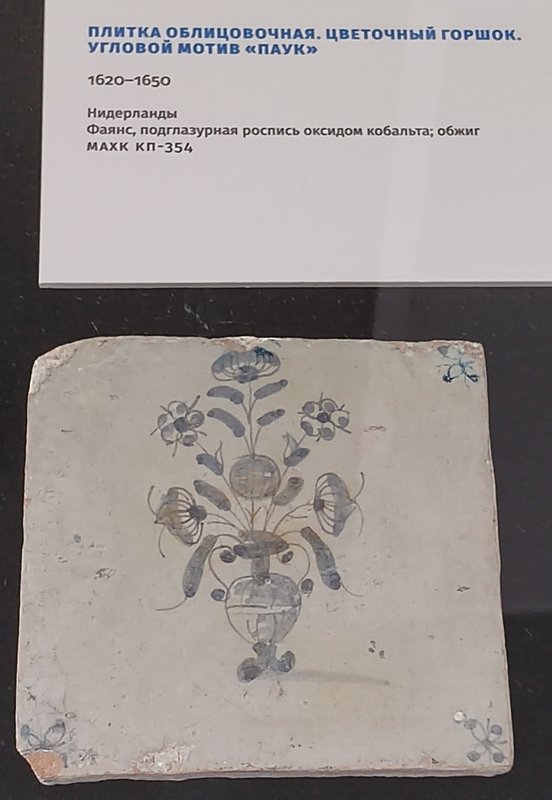 ПЛИТКА ОБЛИЦОВОЧНАЯ. ЦВЕТОЧНЫЙ ГОРШОК.
УГЛОВОЙ МОТИВ «ПАУК»
1620–1650
Нидерланды
Фаянс, подглазурная роспись оксидом кобальта; обжиг
МАХК КП-354